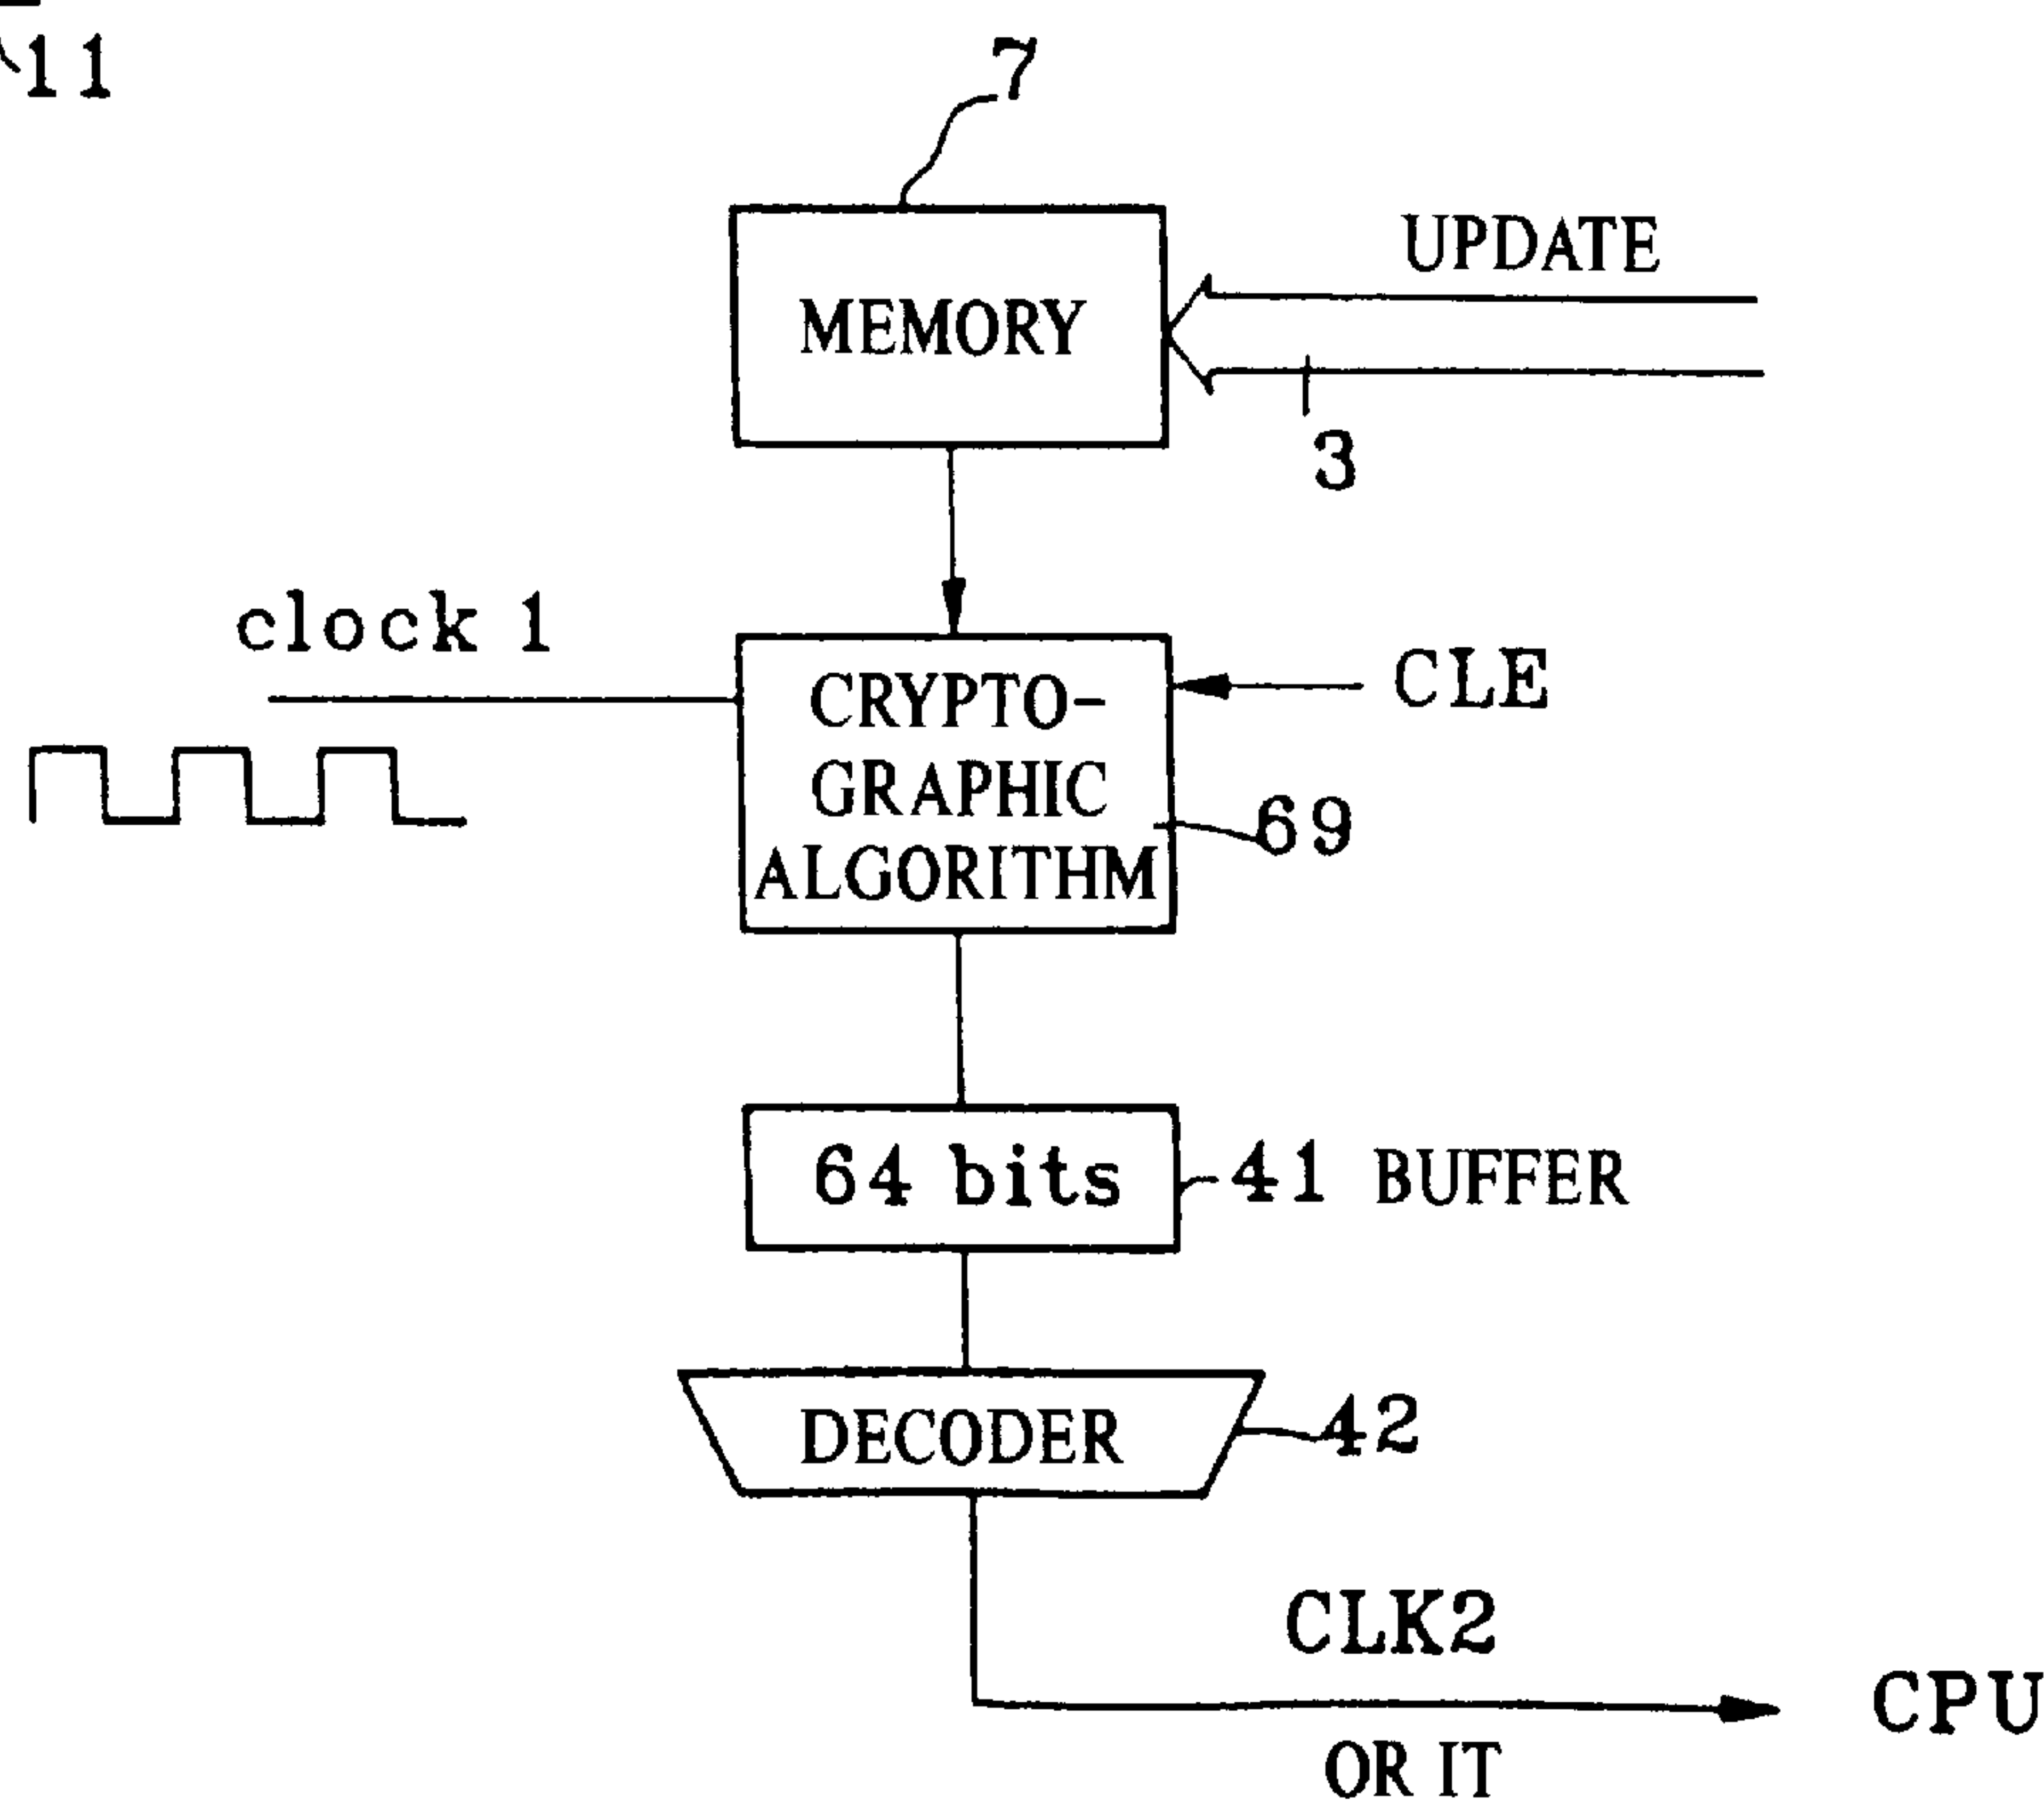 11
7
UPDATE
MEMORY
3
clock 1
CLE
CRYPTO-
GRAPHIC
69
ALGORITHM
64 bits
41 BUFFER
DECODER
42
CLK2
CPU
OR IT